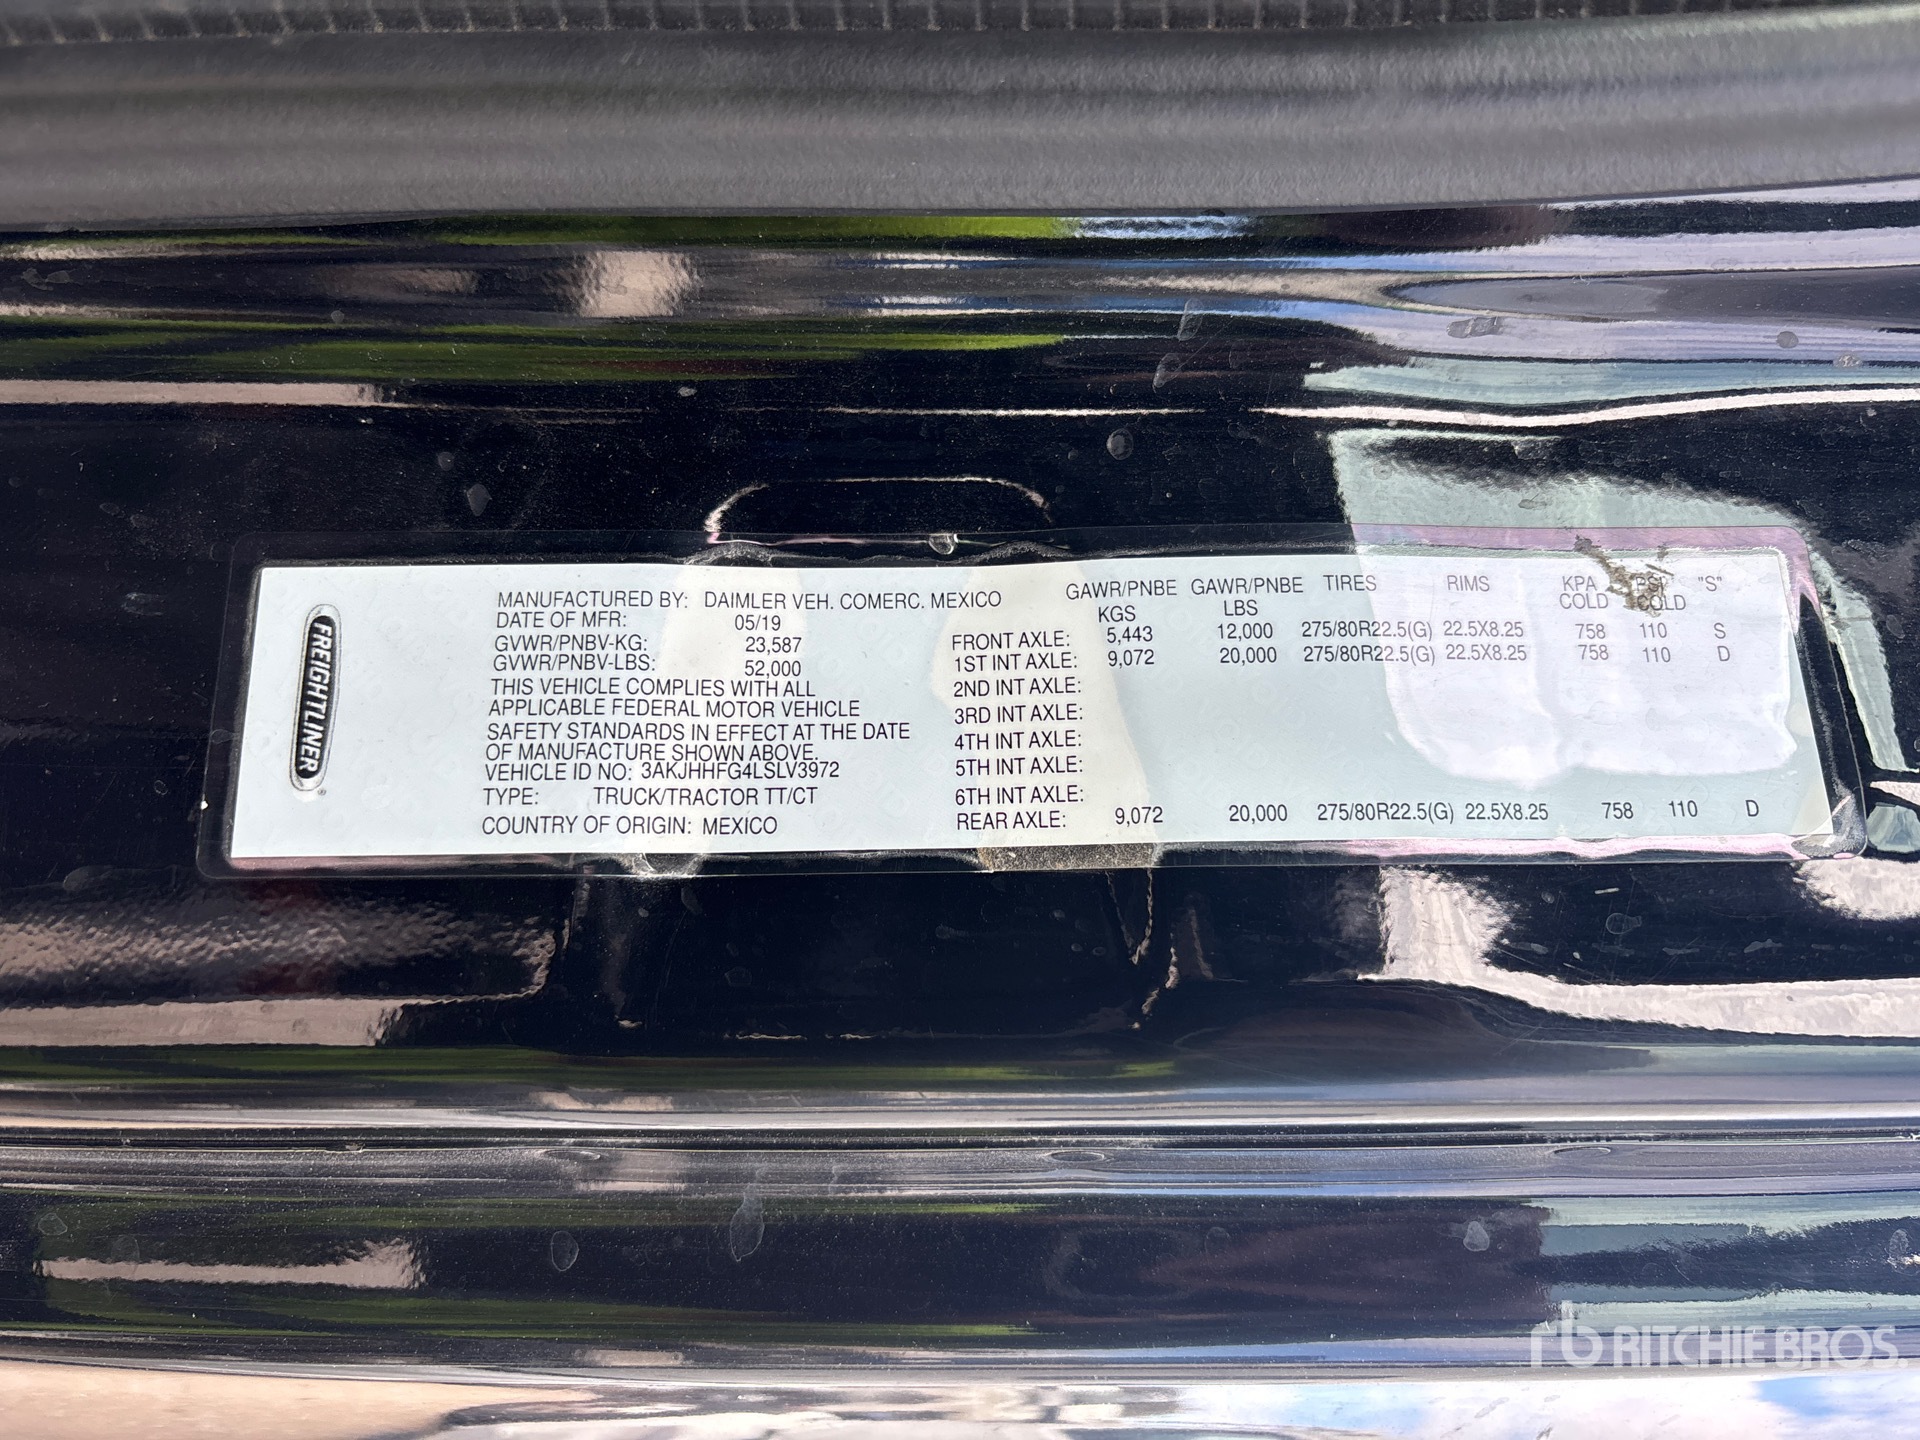 FREIGHTLINER
MANUFACTURED BY: DAIMLER VEH. COMERC. MEXICO
DATE OF MFR: 05/19
GVWR/PNBV-KG: 23,587
GVWR/PNBV-LBS: 52,000
THIS VEHICLE COMPLIES WITH ALL
APPLICABLE FEDERAL MOTOR VEHICLE
SAFETY STANDARDS IN EFFECT AT THE DATE
OF MANUFACTURE SHOWN ABOVE.
VEHICLE ID NO: 3AKJHHFG4LSLV3972
TYPE: TRUCK/TRACTOR TT/CT
COUNTRY OF ORIGIN: MEXICO
GAWR/PNBE GAWR/PNBE TIRES RIMS KPA PSI "S"
KGS LBS COLD COLD
FRONT AXLE: 5,443 12,000 275/80R22.5(G) 22.5X8.25 758 110 S
1ST INT AXLE: 9,072 20,000 275/80R22.5(G) 22.5X8.25 758 110 D
2ND INT AXLE:
3RD INT AXLE:
4TH INT AXLE:
5TH INT AXLE:
6TH INT AXLE:
REAR AXLE: 9,072 20,000 275/80R22.5(G) 22.5X8.25 758 110 D
rb RITCHIE BROS.